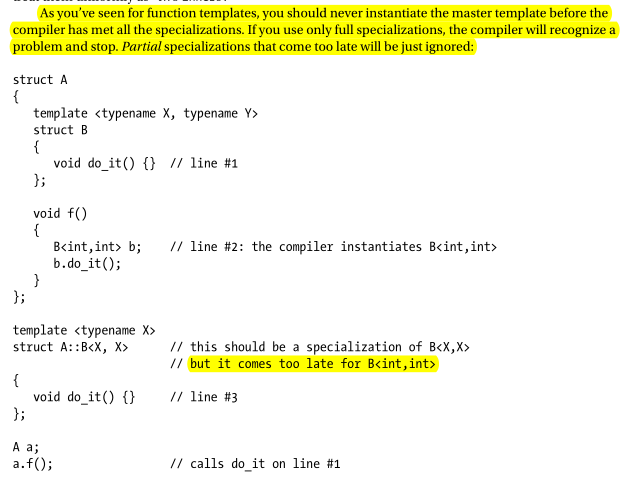 As you've seen for function templates, you should never instantiate the master template before the
compiler has met all the specializations. If you use only full specializations, the compiler will recognize a
problem and stop. Partial specializations that come too late will be just ignored:
struct A
{
template <typename X, typename Y>
struct B
{
void do_it() {} // line #1
};
void f()
{
B<int,int> b; // line #2: the compiler instantiates B<int,int>
b.do_it();
}
};
template <typename X>
struct A::B<X, X> // this should be a specialization of B<X,X>
// but it comes too late for B<int,int>
{
void do_it() {} // line #3
};
A a;
a.f(); // calls do_it on line #1